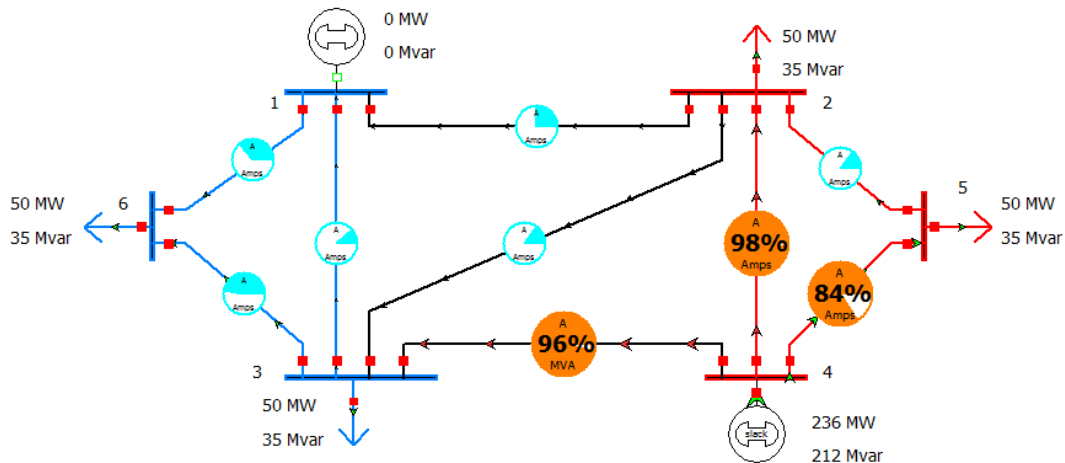 0 MW
0 Mvar
50 MW
35 Mvar
1
2
A
Amps
A
Amps
A
Amps
50 MW
35 Mvar
6
5
50 MW
35 Mvar
A
Amps
A
Amps
A
98%
Amps
A
Amps
A
84%
Amps
A
96%
MVA
3
4
50 MW
35 Mvar
slack
236 MW
212 Mvar